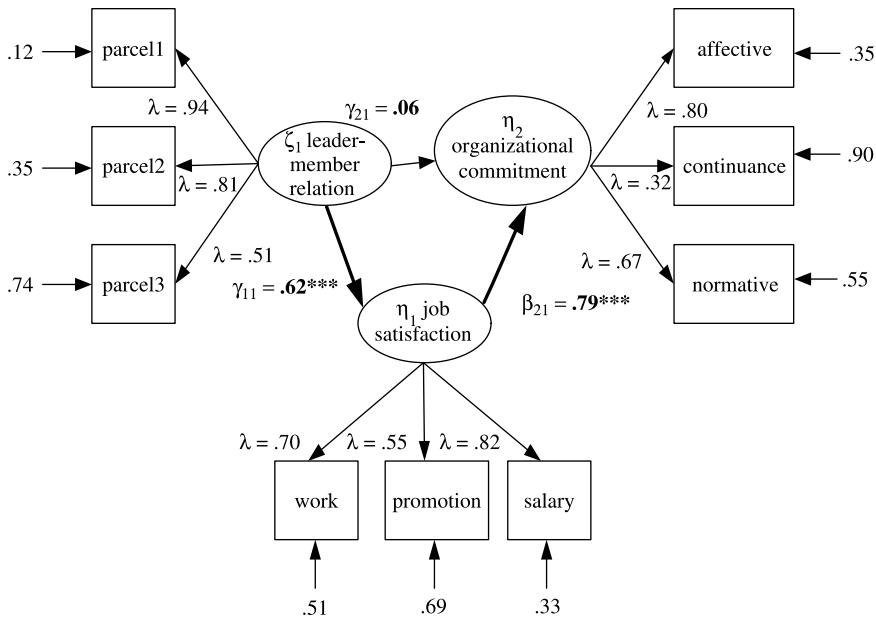 .12
parcel1
λ = .94
.35
parcel2
λ = .81
.74
parcel3
λ = .51
ζ1 leader-
member
relation
γ21 = .06
η2
organizational
commitment
affective
.35
λ = .80
continuance
.90
λ = .32
normative
.55
λ = .67
γ11 = .62***
η1 job
satisfaction
β21 = .79***
λ = .70
λ = .55
λ = .82
work
promotion
salary
.51
.69
.33